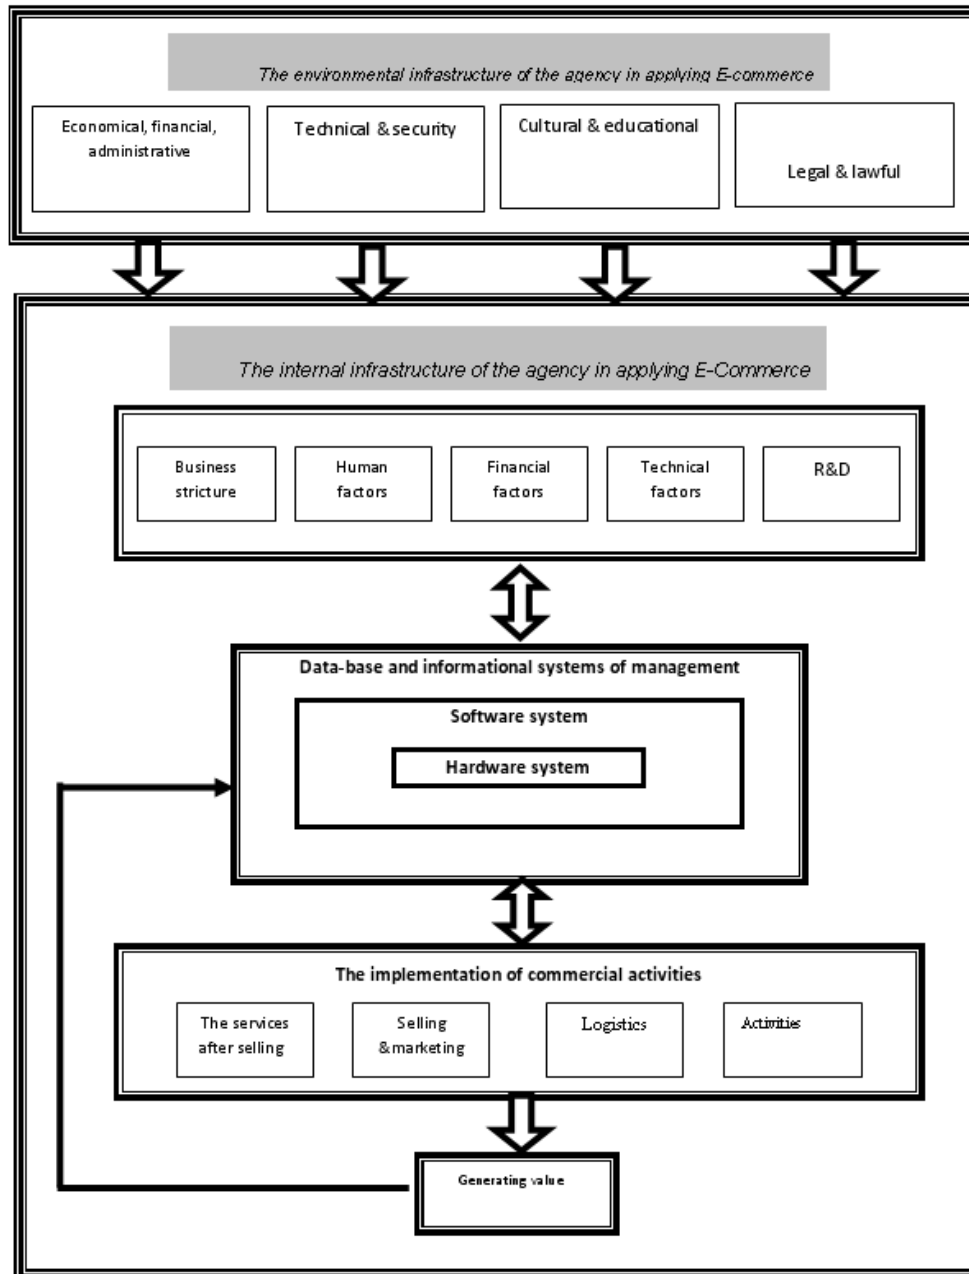 The environmental infrastructure of the agency in applying E-commerce
Economical, financial,
administrative
Technical & security
Cultural & educational
Legal & lawful
The internal infrastructure of the agency in applying E-Commerce
Business
stricture
Human
factors
Financial
factors
Technical
factors
R&D
Data-base and informational systems of management
Software system
Hardware system
The implementation of commercial activities
The services
after selling
Selling
&marketing
Logistics
Activities
Generating value